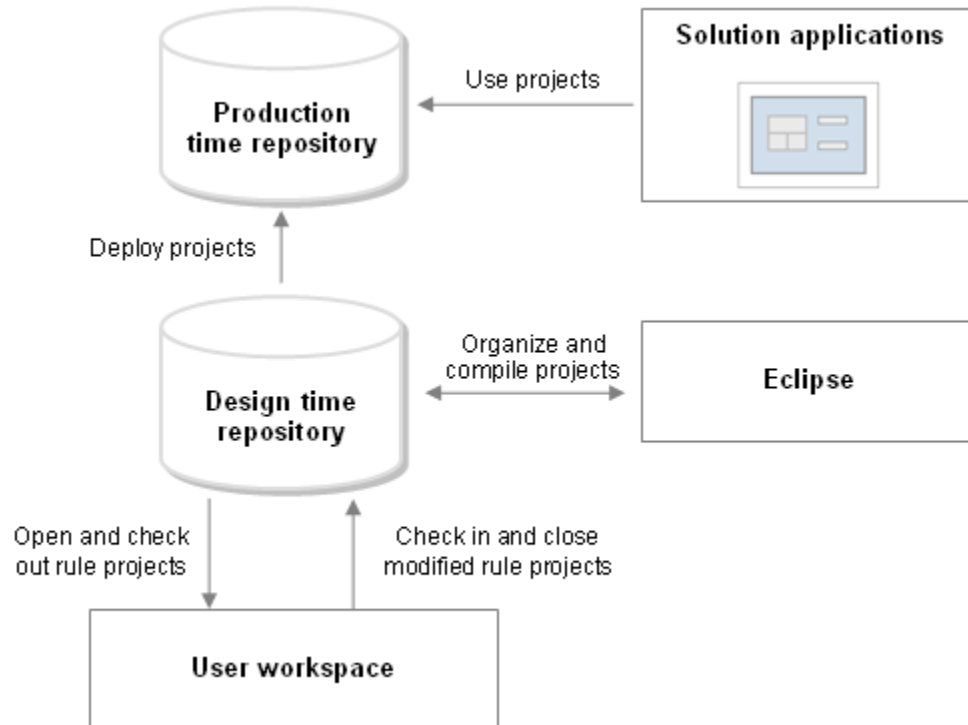 Solution applications
Use projects
Production
time repository
Deploy projects
Organize and
compile projects
Eclipse
Design time
repository
Open and check
out rule projects
Check in and close
modified rule projects
User workspace